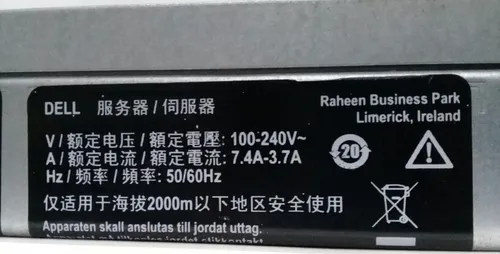 DELL 服务器 / 伺服器
Raheen Business Park
Limerick, Ireland
V / 额定电压 / 額定電壓: 100-240V~
A / 额定电流 / 額定電流: 7.4A-3.7A
Hz / 频率 / 頻率: 50/60Hz
20
仅适用于海拔2000m以下地区安全使用
Apparaten skall anslutas till jordat uttag.